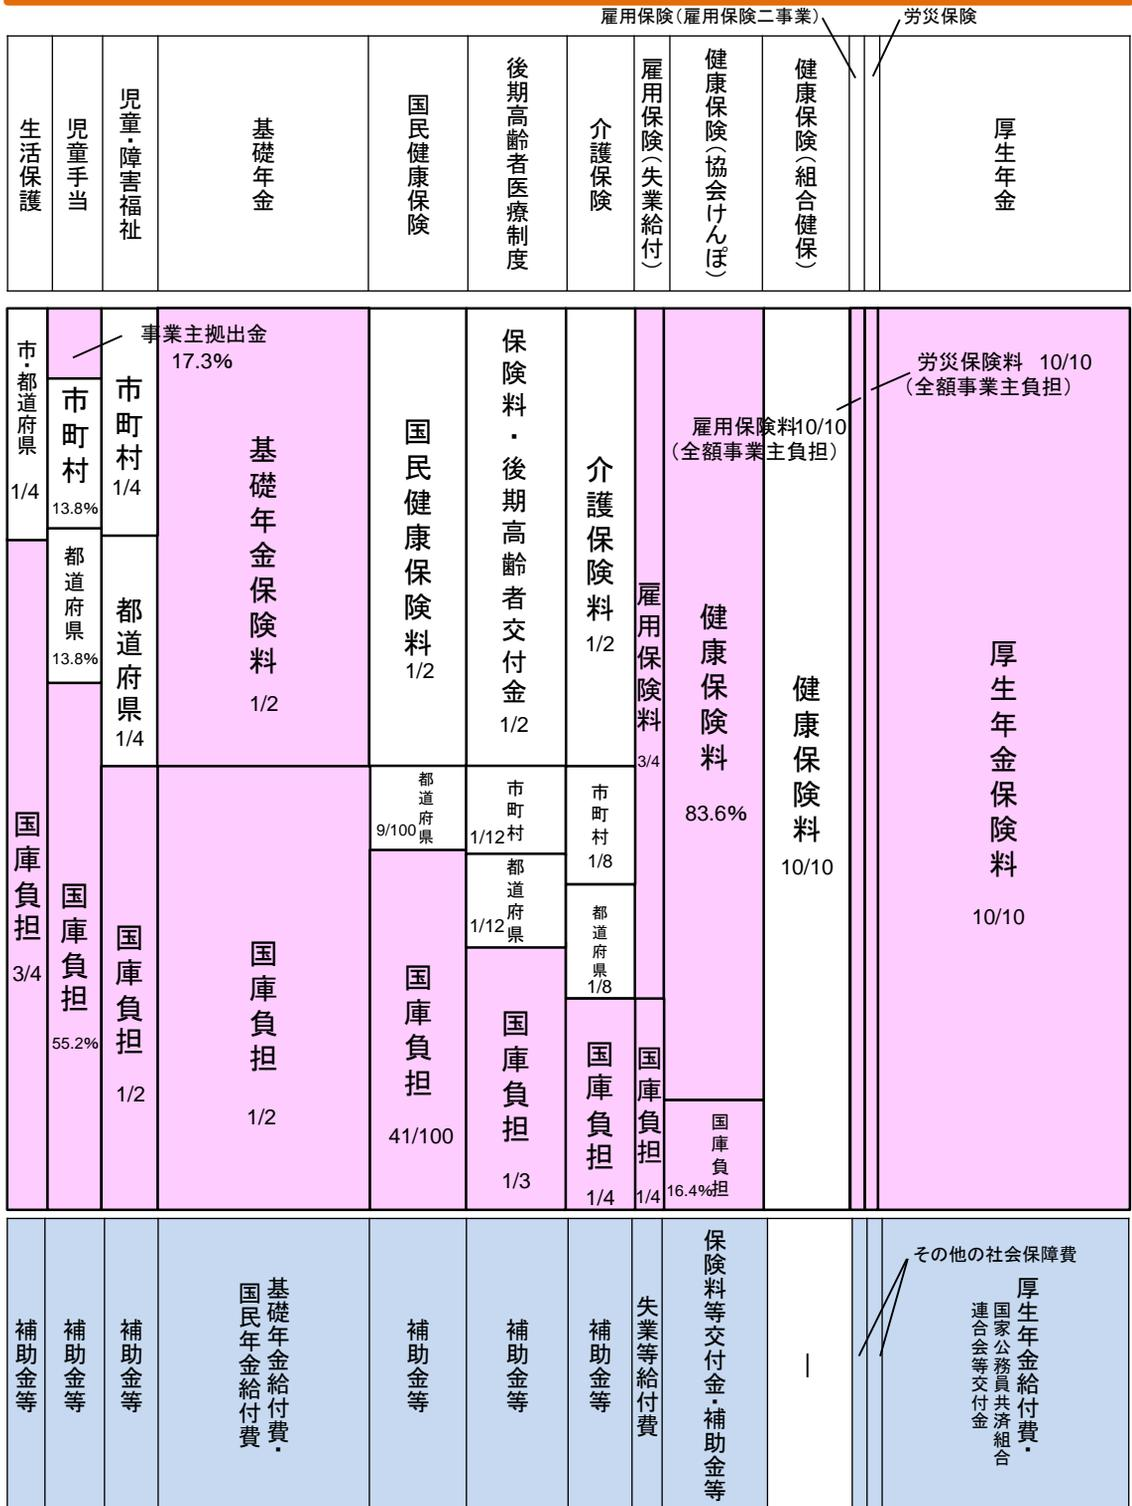 雇用保険（雇用保険二事業）
労災保険
生活保護
児童手当
児童・障害福祉
基礎年金
国民健康保険
後期高齢者医療制度
介護保険
雇用保険（失業給付）
健康保険（協会けんぽ）
健康保険（組合健保）
厚生年金
市・都道府県
1/4
国庫負担
3/4
事業主拠出金
17.3%
市町村
13.8%
都道府県
13.8%
国庫負担
55.2%
市町村
1/4
都道府県
1/4
国庫負担
1/2
基礎年金保険料
1/2
国庫負担
1/2
国民健康保険料
1/2
都道府県
9/100
国庫負担
41/100
保険料・後期高齢者交付金
1/2
市町村
1/12
都道府県
1/12
国庫負担
1/3
介護保険料
1/2
市町村
1/8
都道府県
1/8
国庫負担
1/4
雇用保険料
3/4
国庫負担
1/4
健康保険料
83.6%
国庫負担
16.4%
健康保険料
10/10
雇用保険料10/10
（全額事業主負担）
労災保険料 10/10
（全額事業主負担）
厚生年金保険料
10/10
補助金等
補助金等
補助金等
基礎年金給付費・
国民年金給付費
補助金等
補助金等
補助金等
失業等給付費
保険料等交付金・補助金等
―
その他の社会保障費
厚生年金給付費・
国家公務員共済組合
連合会等交付金